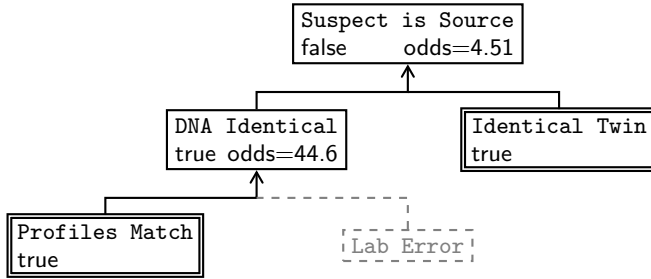 Suspect is Source
false odds=4.51
DNA Identical
true odds=44.6
Identical Twin
true
Profiles Match
true
Lab Error